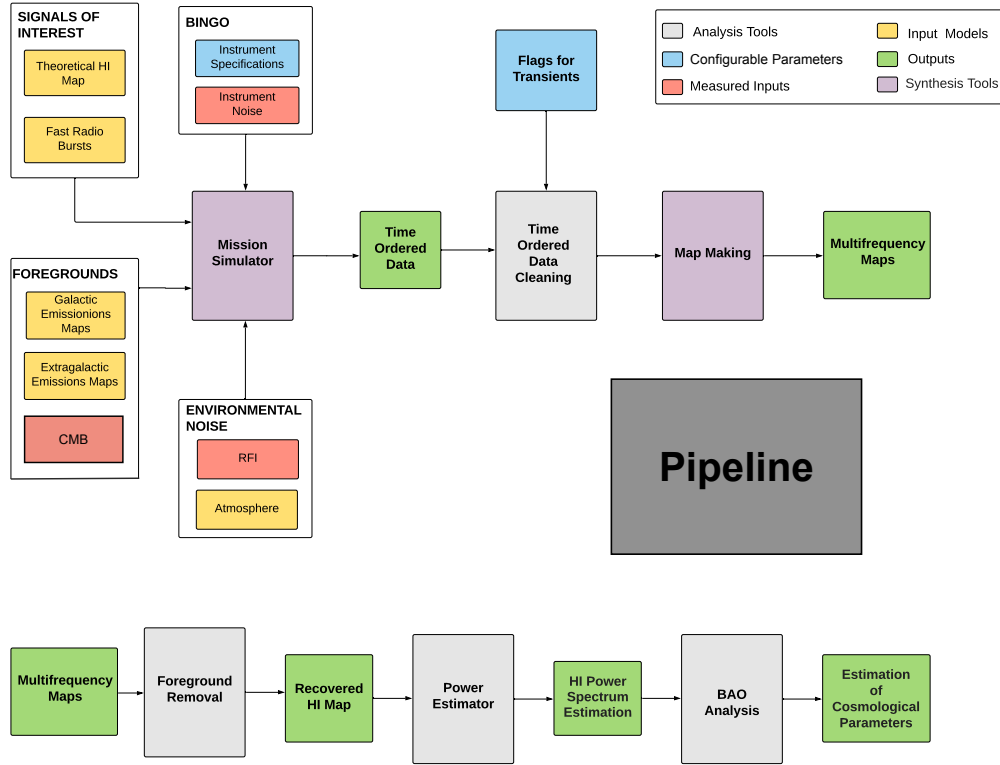 SIGNALS OF
INTEREST
Theoretical HI
Map
Fast Radio
Bursts
BINGO
Instrument
Specifications
Instrument
Noise
Flags for
Transients
Analysis Tools
Configurable Parameters
Measured Inputs
Input Models
Outputs
Synthesis Tools
Mission
Simulator
Time
Ordered
Data
Time
Ordered
Data
Cleaning
Map Making
Multifrequency
Maps
FOREGROUNDS
Galactic
Emissionions
Maps
Extragalactic
Emissions Maps
CMB
ENVIRONMENTAL
NOISE
RFI
Atmosphere
Pipeline
Multifrequency
Maps
Foreground
Removal
Recovered
HI Map
Power
Estimator
HI Power
Spectrum
Estimation
BAO
Analysis
Estimation
of
Cosmological
Parameters